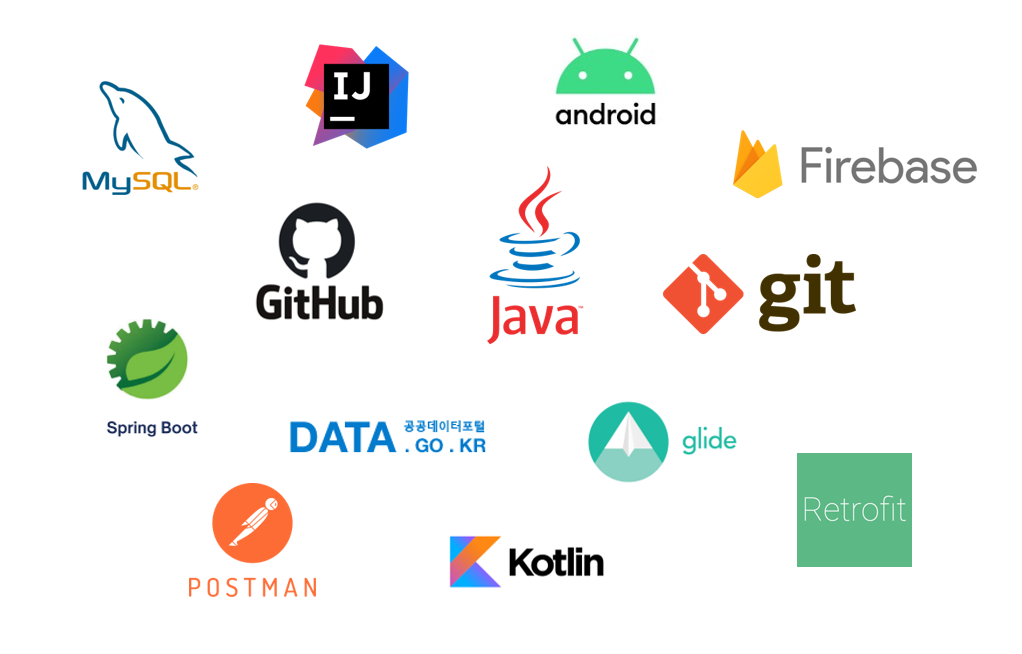 IJ
android
MySQL®
Firebase
GitHub
Java™
git
Spring Boot
DATA 공공데이터포털
. GO . KR
glide
Retrofit
POSTMAN
Kotlin